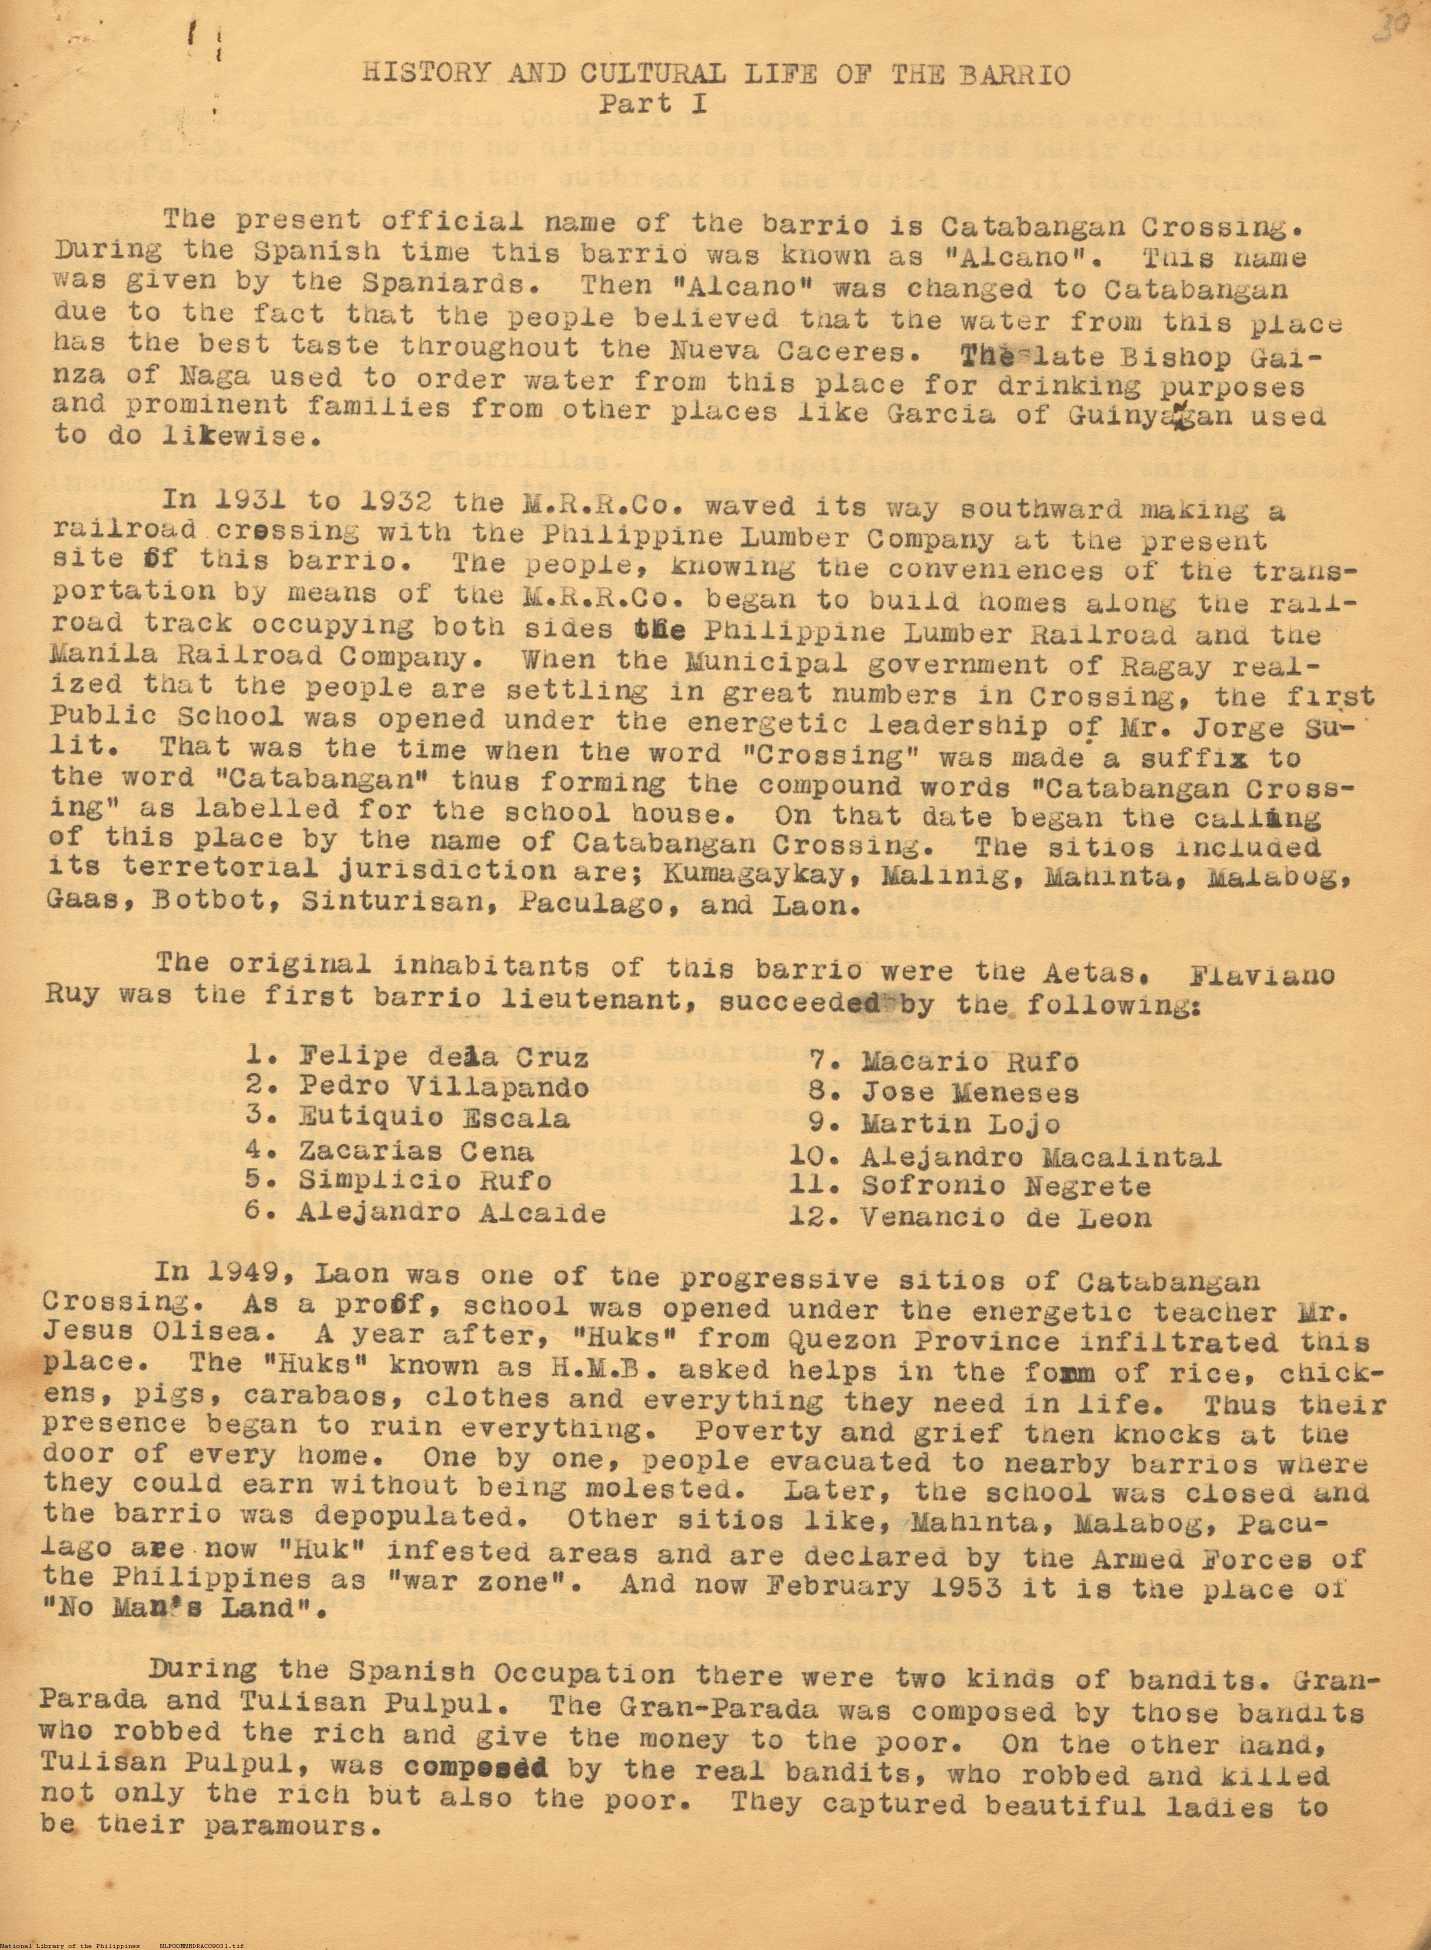 30
HISTORY AND CULTURAL LIFE OF THE BARRIO
Part I
The present official name of the barrio is Catabangan Crossing.
During the Spanish time this barrio was known as "Alcano". This name
was given by the Spaniards. Then "Alcano" was changed to Catabangan
due to the fact that the people believed that the water from this place
has the best taste throughout the Nueva Caceres. The late Bishop Gai-
nza of Naga used to order water from this place for drinking purposes
and prominent families from other places like Garcia of Guinyagan used
to do likewise.
In 1931 to 1932 the M.R.R.Co. waved its way southward making a
railroad crossing with the Philippine Lumber Company at the present
site of this barrio. The people, knowing the conveniences of the trans-
portation by means of the M.R.R.Co. began to build homes along the rail-
road track occupying both sides the Philippine Lumber Railroad and the
Manila Railroad Company. When the Municipal government of Ragay real-
ized that the people are settling in great numbers in Crossing, the first
Public School was opened under the energetic leadership of Mr. Jorge Su-
lit. That was the time when the word "Crossing" was made a suffix to
the word "Catabangan" thus forming the compound words "Catabangan Cross-
ing" as labelled for the school house. On that date began the calling
of this place by the name of Catabangan Crossing. The sitios included
its terretorial jurisdiction are; Kumagaykay, Malinig, Mahinta, Malabog,
Gaas, Botbot, Sinturisan, Paculago, and Laon.
The original inhabitants of this barrio were the Aetas. Flaviano
Ruy was the first barrio lieutenant, succeeded by the following:
1. Felipe dela Cruz
2. Pedro Villapando
3. Eutiquio Escala
4. Zacarias Cena
5. Simplicio Rufo
6. Alejandro Alcaide
7. Macario Rufo
8. Jose Meneses
9. Martin Lojo
10. Alejandro Macalintal
11. Sofronio Negrete
12. Venancio de Leon
In 1949, Laon was one of the progressive sitios of Catabangan
Crossing. As a proof, school was opened under the energetic teacher Mr.
Jesus Olisea. A year after, "Huks" from Quezon Province infiltrated this
place. The "Huks" known as H.M.B. asked helps in the form of rice, chick-
ens, pigs, carabaos, clothes and everything they need in life. Thus their
presence began to ruin everything. Poverty and grief then knocks at the
door of every home. One by one, people evacuated to nearby barrios where
they could earn without being molested. Later, the school was closed and
the barrio was depopulated. Other sitios like, Mahinta, Malabog, Pacu-
lago are now "Huk" infested areas and are declared by the Armed Forces of
the Philippines as "war zone". And now February 1953 it is the place of
"No Man's Land".
During the Spanish Occupation there were two kinds of bandits. Gran-
Parada and Tulisan Pulpul. The Gran-Parada was composed by those bandits
who robbed the rich and give the money to the poor. On the other hand,
Tulisan Pulpul, was composed by the real bandits, who robbed and killed
not only the rich but also the poor. They captured beautiful ladies to
be their paramours.
National Library of the Philippines